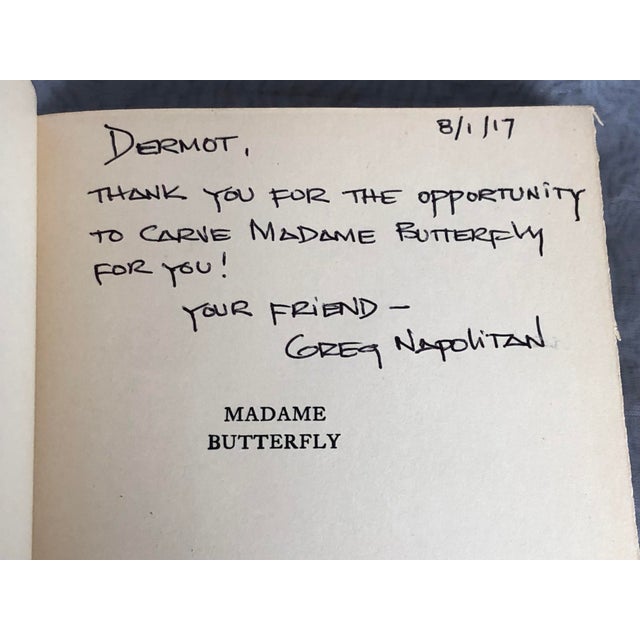 DERMOT,
8/1/17
THANK YOU FOR THE OPPORTUNITY
TO CARVE MADAME BUTTERFLY
FOR YOU!
YOUR FRIEND -
GREG NAPOLITAN
MADAME
BUTTERFLY